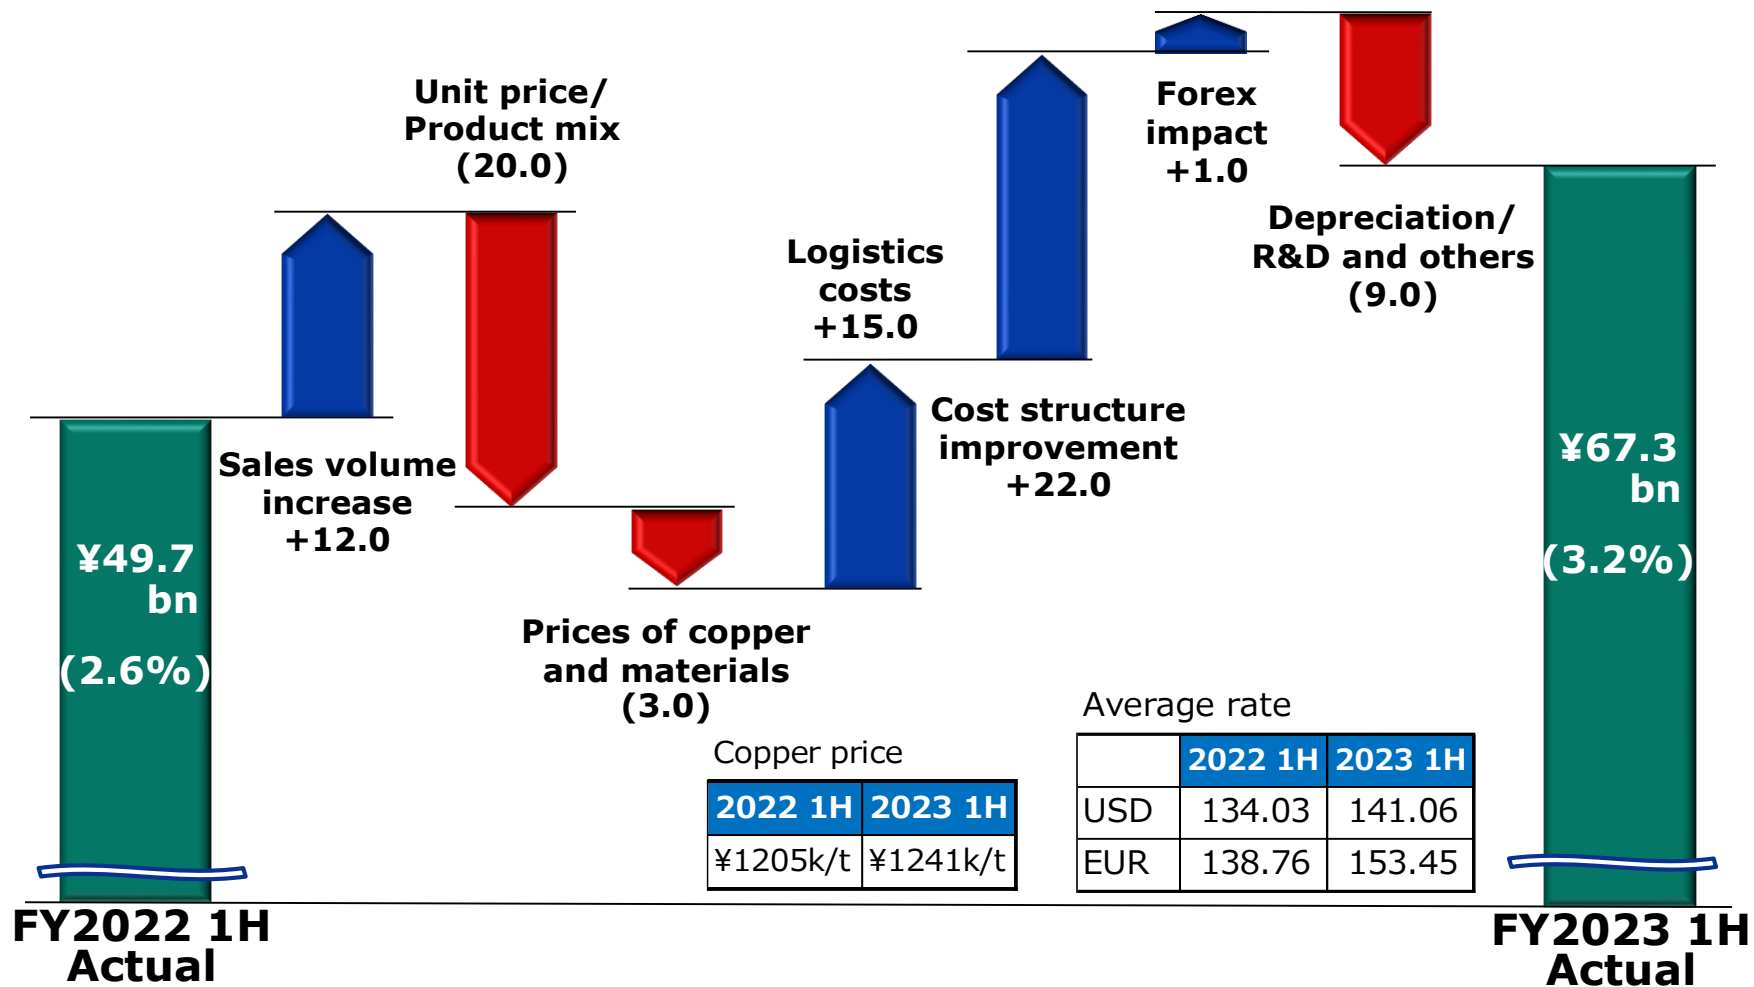 Unit price/
Product mix
(20.0)
Forex
impact
+1.0
Logistics
costs
+15.0
Depreciation/
R&D and others
(9.0)
Sales volume
increase
+12.0
Cost structure
improvement
+22.0
¥49.7
bn
(2.6%)
¥67.3
bn
(3.2%)
Prices of copper
and materials
(3.0)
Copper price
2022 1H 2023 1H
¥1205k/t ¥1241k/t
Average rate
2022 1H 2023 1H
USD 134.03 141.06
EUR 138.76 153.45
FY2022 1H
Actual
FY2023 1H
Actual